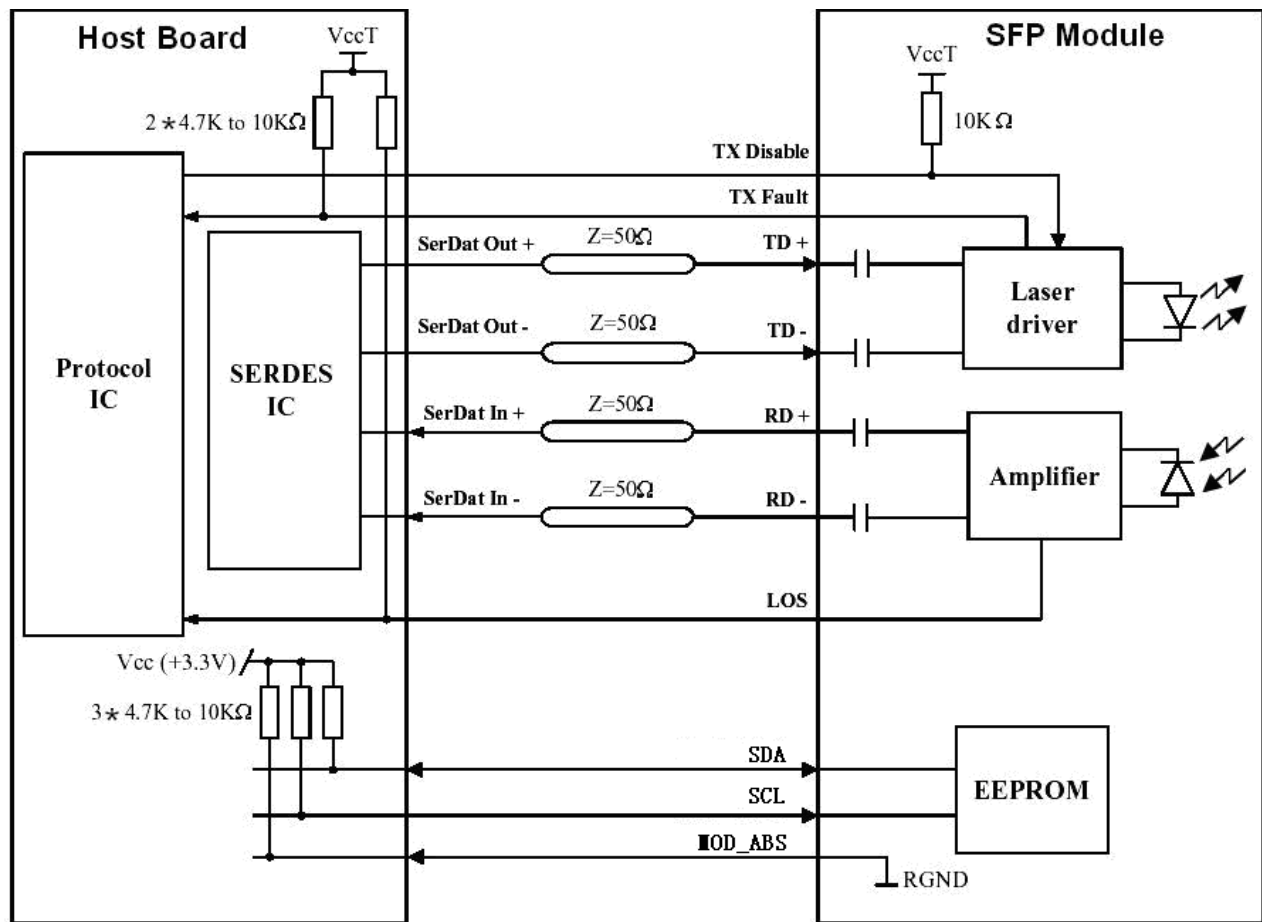 Host Board
SFP Module
VccT
VccT
2*4.7K to 10KΩ
10KΩ
TX Disable
TX Fault
SerDat Out +
Z=50Ω
TD +
SerDat Out -
Z=50Ω
TD -
Laser
driver
Protocol
IC
SERDES
IC
SerDat In +
Z=50Ω
RD +
SerDat In -
Z=50Ω
RD -
Amplifier
LOS
Vcc (+3.3V)
3*4.7K to 10KΩ
SDA
SCL
MOD_ABS
EEPROM
RGND